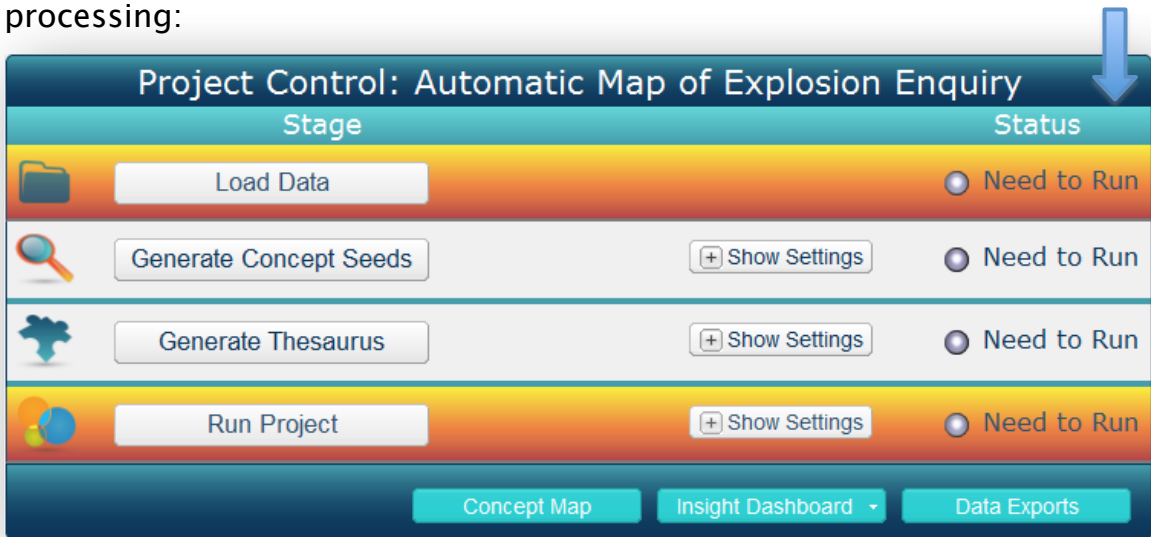 processing:
Project Control: Automatic Map of Explosion Enquiry
Stage Status
Load Data Need to Run
Generate Concept Seeds + Show Settings Need to Run
Generate Thesaurus + Show Settings Need to Run
Run Project + Show Settings Need to Run
Concept Map Insight Dashboard Data Exports